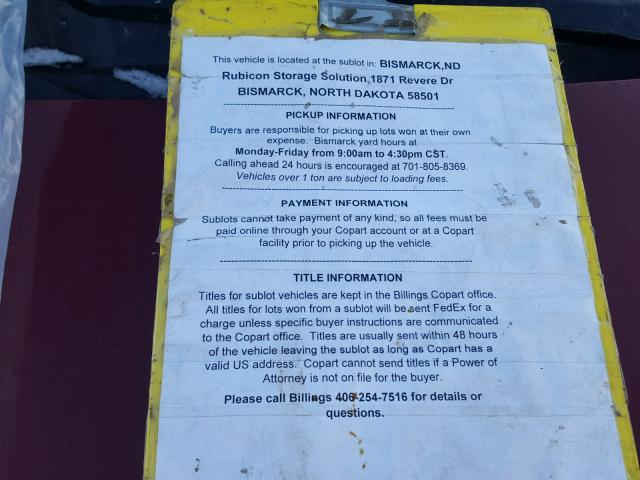 This vehicle is located at the sublot in: BISMARCK,ND
Rubicon Storage Solution,1871 Revere Dr
BISMARCK, NORTH DAKOTA 58501
PICKUP INFORMATION
Buyers are responsible for picking up lots won at their own
expense. Bismarck yard hours at
Monday-Friday from 9:00am to 4:30pm CST.
Calling ahead 24 hours is encouraged at 701-805-8369.
Vehicles over 1 ton are subject to loading fees.
PAYMENT INFORMATION
Sublots cannot take payment of any kind, so all fees must be
paid online through your Copart account or at a Copart
facility prior to picking up the vehicle.
TITLE INFORMATION
Titles for sublot vehicles are kept in the Billings Copart office.
All titles for lots won from a sublot will be sent FedEx for a
charge unless specific buyer instructions are communicated
to the Copart office. Titles are usually sent within 48 hours
of the vehicle leaving the sublot as long as Copart has a
valid US address. Copart cannot send titles if a Power of
Attorney is not on file for the buyer.
Please call Billings 406-254-7516 for details or
questions.